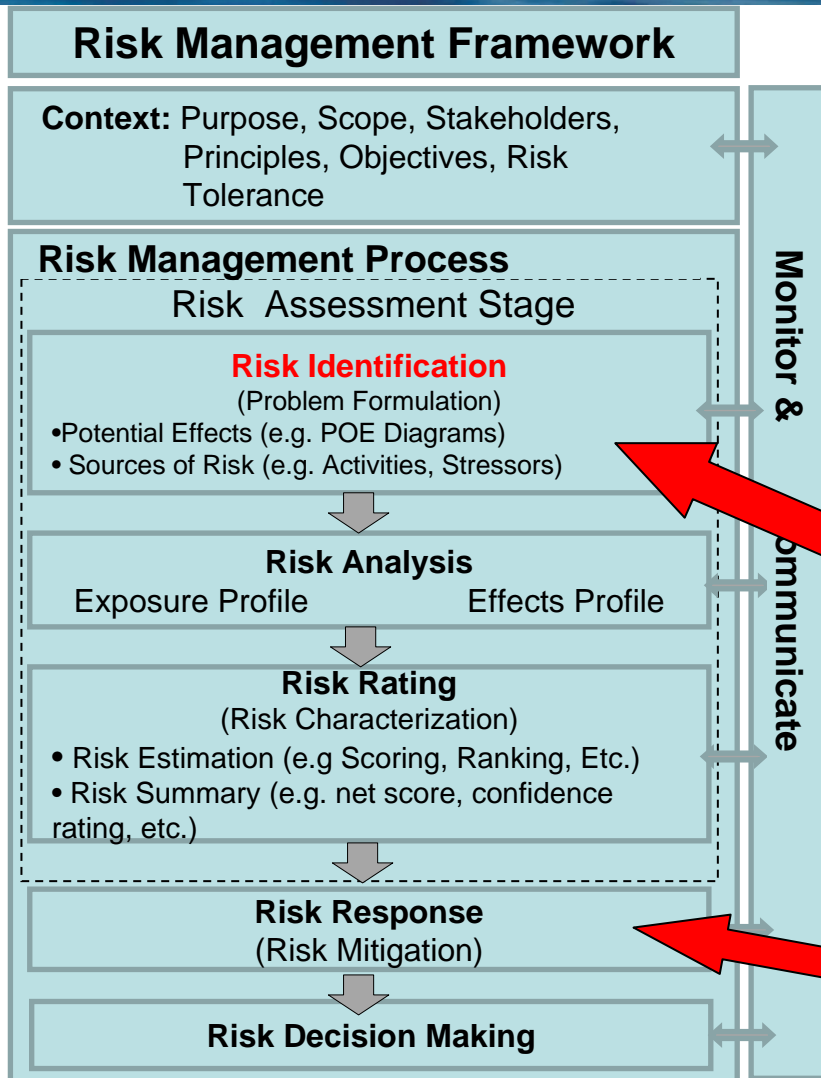 Risk Management Framework
Context: Purpose, Scope, Stakeholders,
Principles, Objectives, Risk
Tolerance
Risk Management Process
Risk Assessment Stage
Risk Identification
(Problem Formulation)
•Potential Effects (e.g. POE Diagrams)
• Sources of Risk (e.g. Activities, Stressors)
Risk Analysis
Exposure Profile Effects Profile
Risk Rating
(Risk Characterization)
• Risk Estimation (e.g Scoring, Ranking, Etc.)
• Risk Summary (e.g. net score, confidence
rating, etc.)
Risk Response
(Risk Mitigation)
Risk Decision Making
Monitor & ommunicate